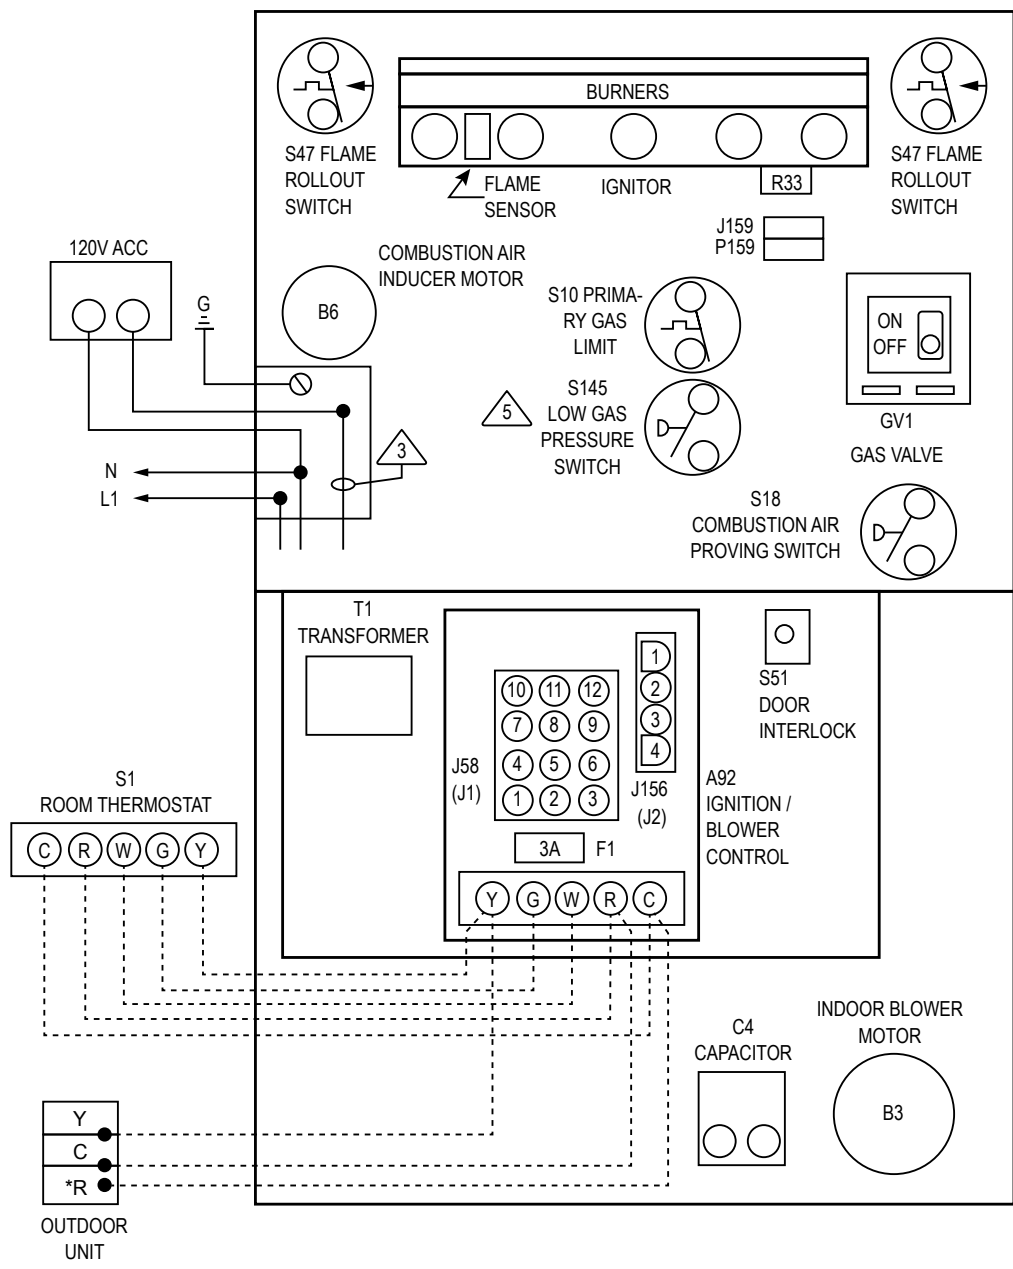 BURNERS
S47 FLAME
ROLLOUT
SWITCH
FLAME
SENSOR
IGNITOR
R33
S47 FLAME
ROLLOUT
SWITCH
J159
P159
120V ACC
G
COMBUSTION AIR
INDUCER MOTOR
B6
S10 PRIMA-
RY GAS
LIMIT
ON
OFF
GV1
GAS VALVE
5
S145
LOW GAS
PRESSURE
SWITCH
3
N
L1
S18
COMBUSTION AIR
PROVING SWITCH
T1
TRANSFORMER
1
2
3
4
10 11 12
7 8 9
4 5 6
1 2 3
J58
(J1)
J156
(J2)
S51
DOOR
INTERLOCK
A92
IGNITION /
BLOWER
CONTROL
3A F1
Y G W R C
S1
ROOM THERMOSTAT
C R W G Y
C4
CAPACITOR
INDOOR BLOWER
MOTOR
B3
Y
C
*R
OUTDOOR
UNIT